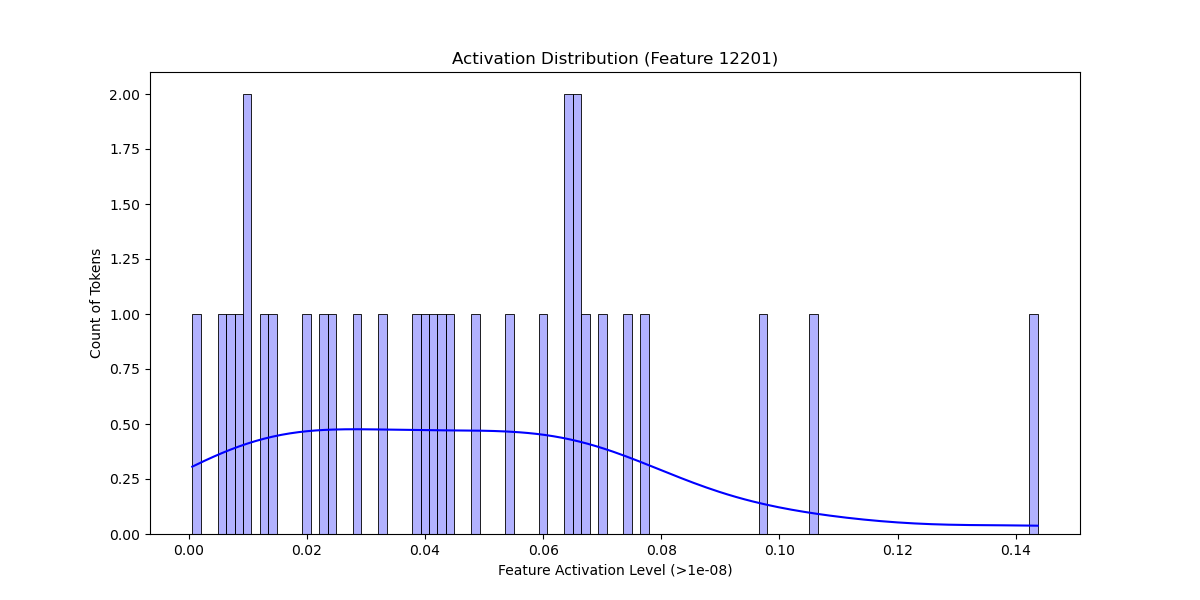 Activation Distribution (Feature 12201)
2.00
1.75
1.50
1.25
1.00
0.75
0.50
0.25
0.00
Count of Tokens
0.00 0.02 0.04 0.06 0.08 0.10 0.12 0.14
Feature Activation Level (>1e-08)